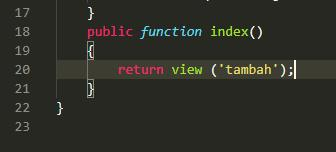 17 }
18 public function index()
19 {
20 return view ('tambah');
21 }
22 }
23